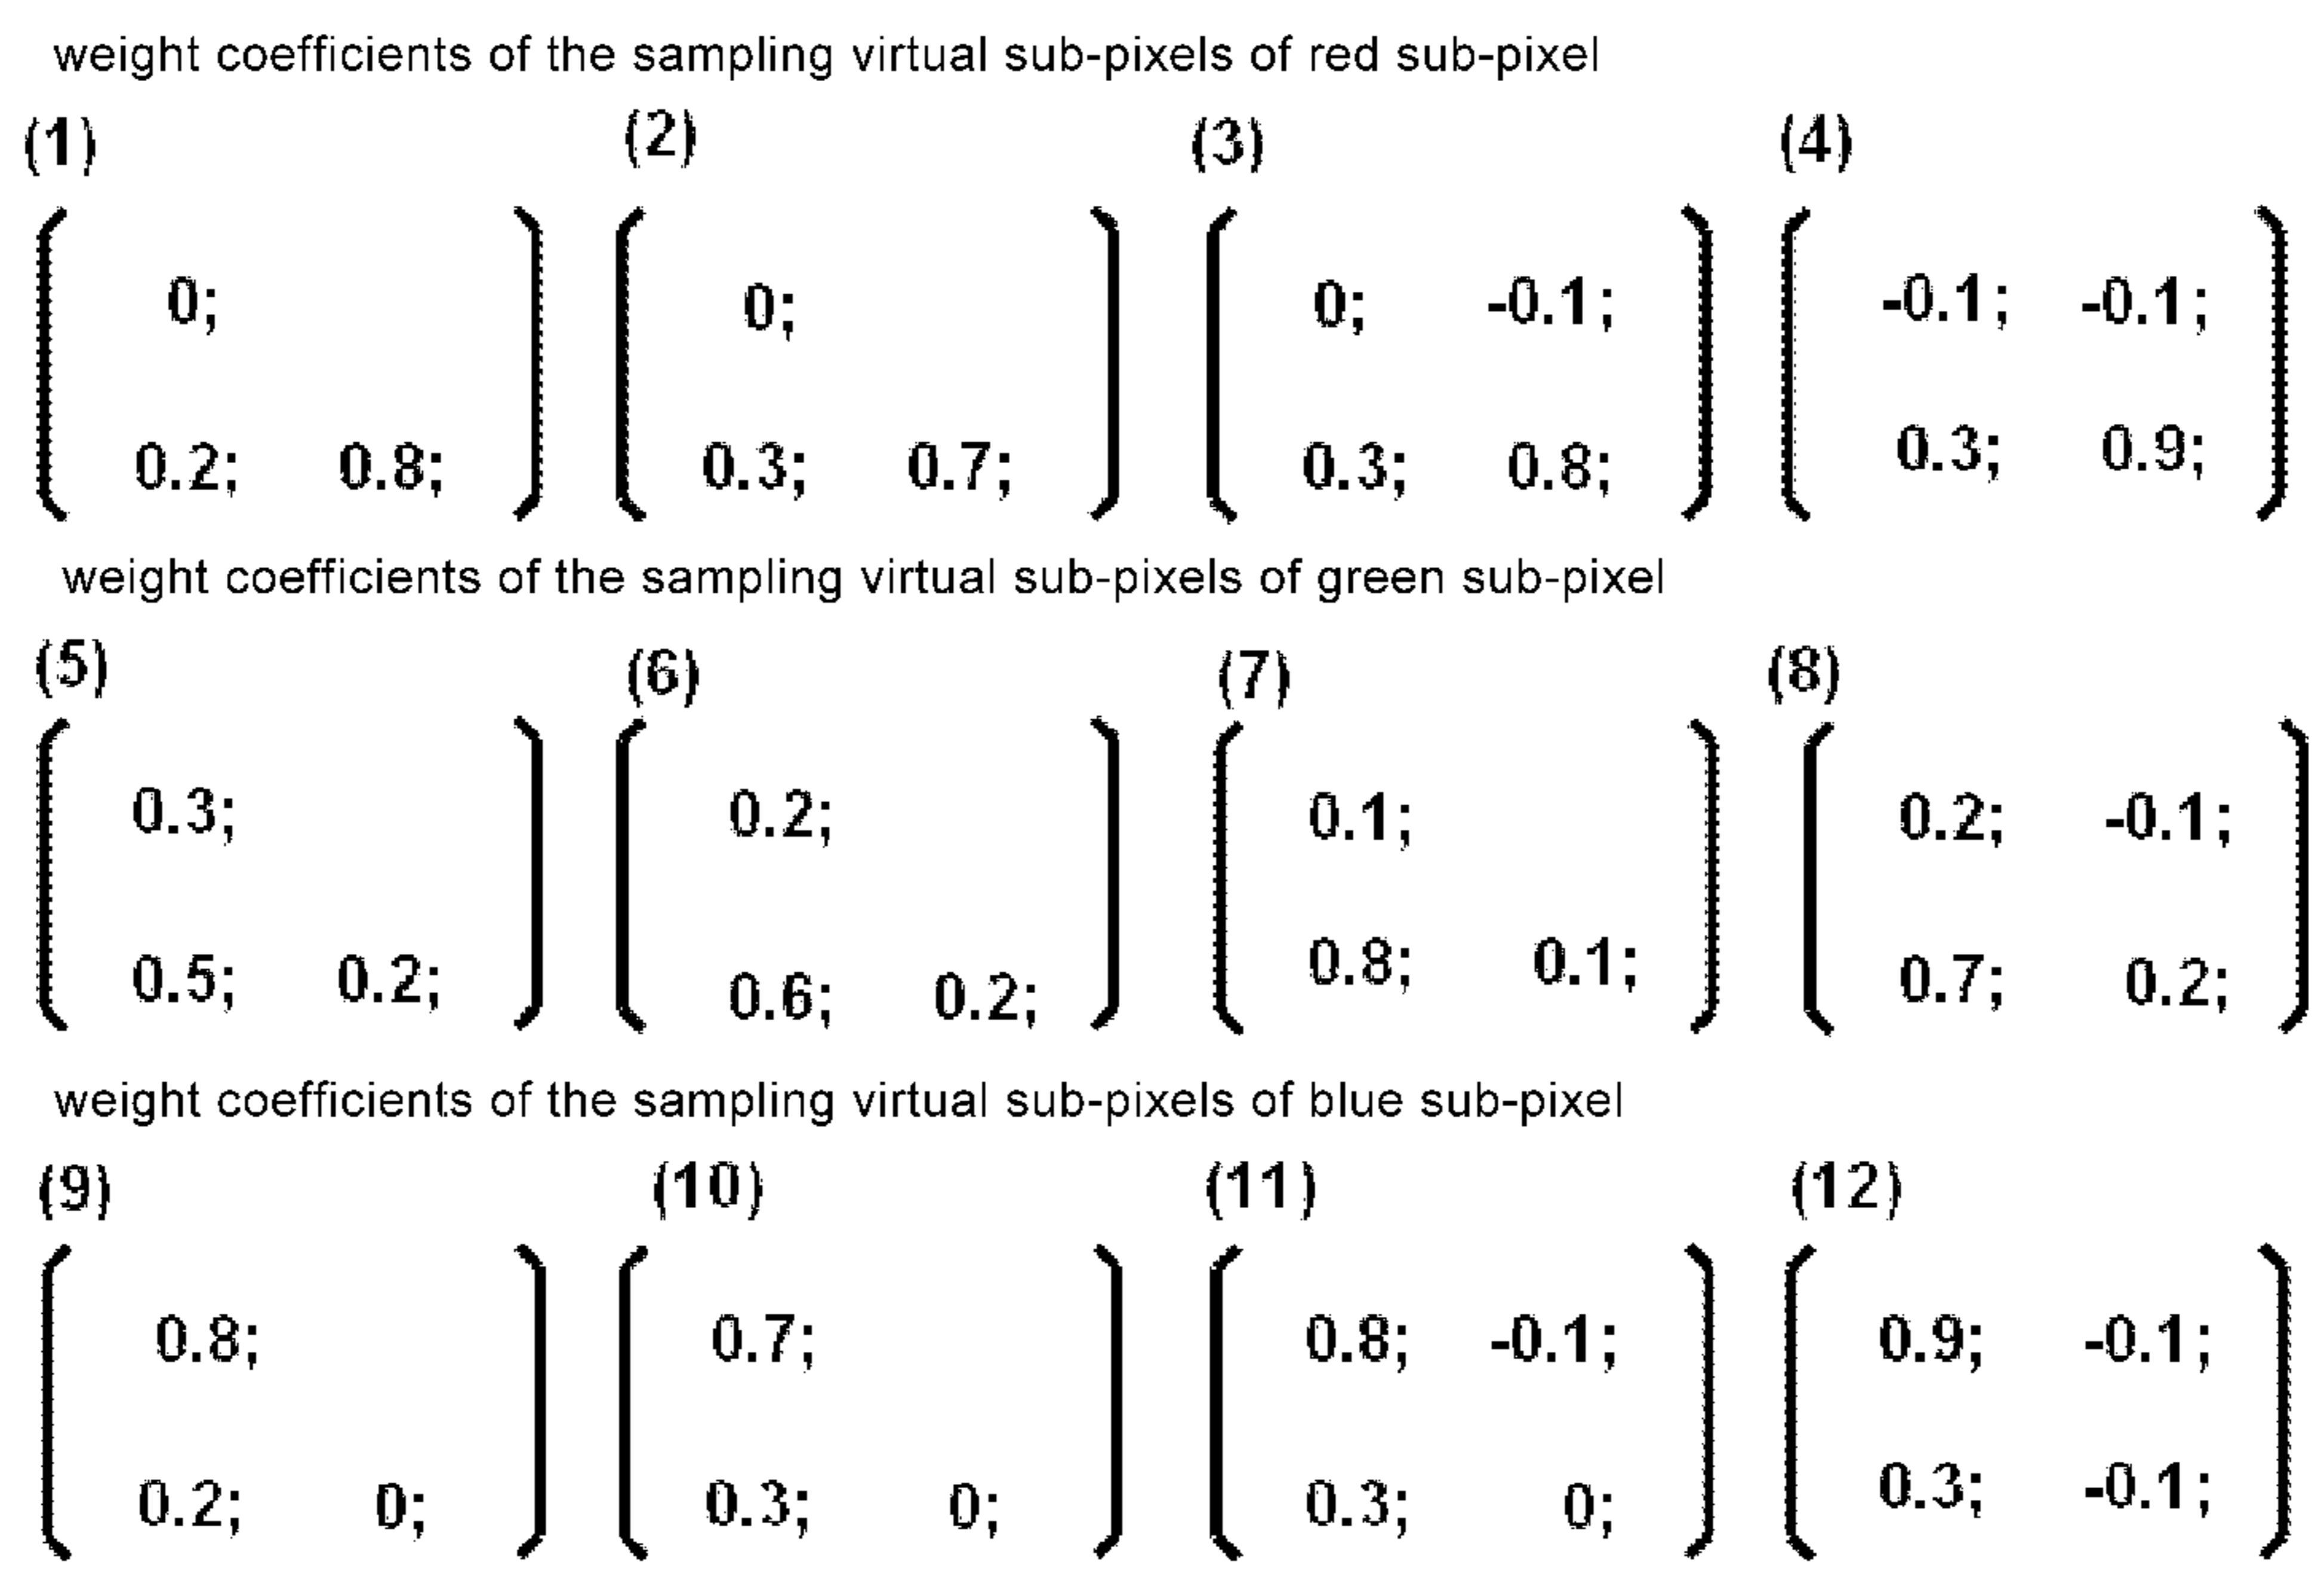 weight coefficients of the sampling virtual sub-pixels of red sub-pixel
(1) (2) (3) (4)
0; 0; 0; -0.1; -0.1; -0.1;
0.2; 0.8; 0.3; 0.7; 0.3; 0.8; 0.3; 0.9;
weight coefficients of the sampling virtual sub-pixels of green sub-pixel
(5) (6) (7) (8)
0.3; 0.2; 0.1; 0.2; -0.1;
0.5; 0.2; 0.6; 0.2; 0.8; 0.1; 0.7; 0.2;
weight coefficients of the sampling virtual sub-pixels of blue sub-pixel
(9) (10) (11) (12)
0.8; 0.7; 0.8; -0.1; 0.9; -0.1;
0.2; 0; 0.3; 0; 0.3; 0; 0.3; -0.1;